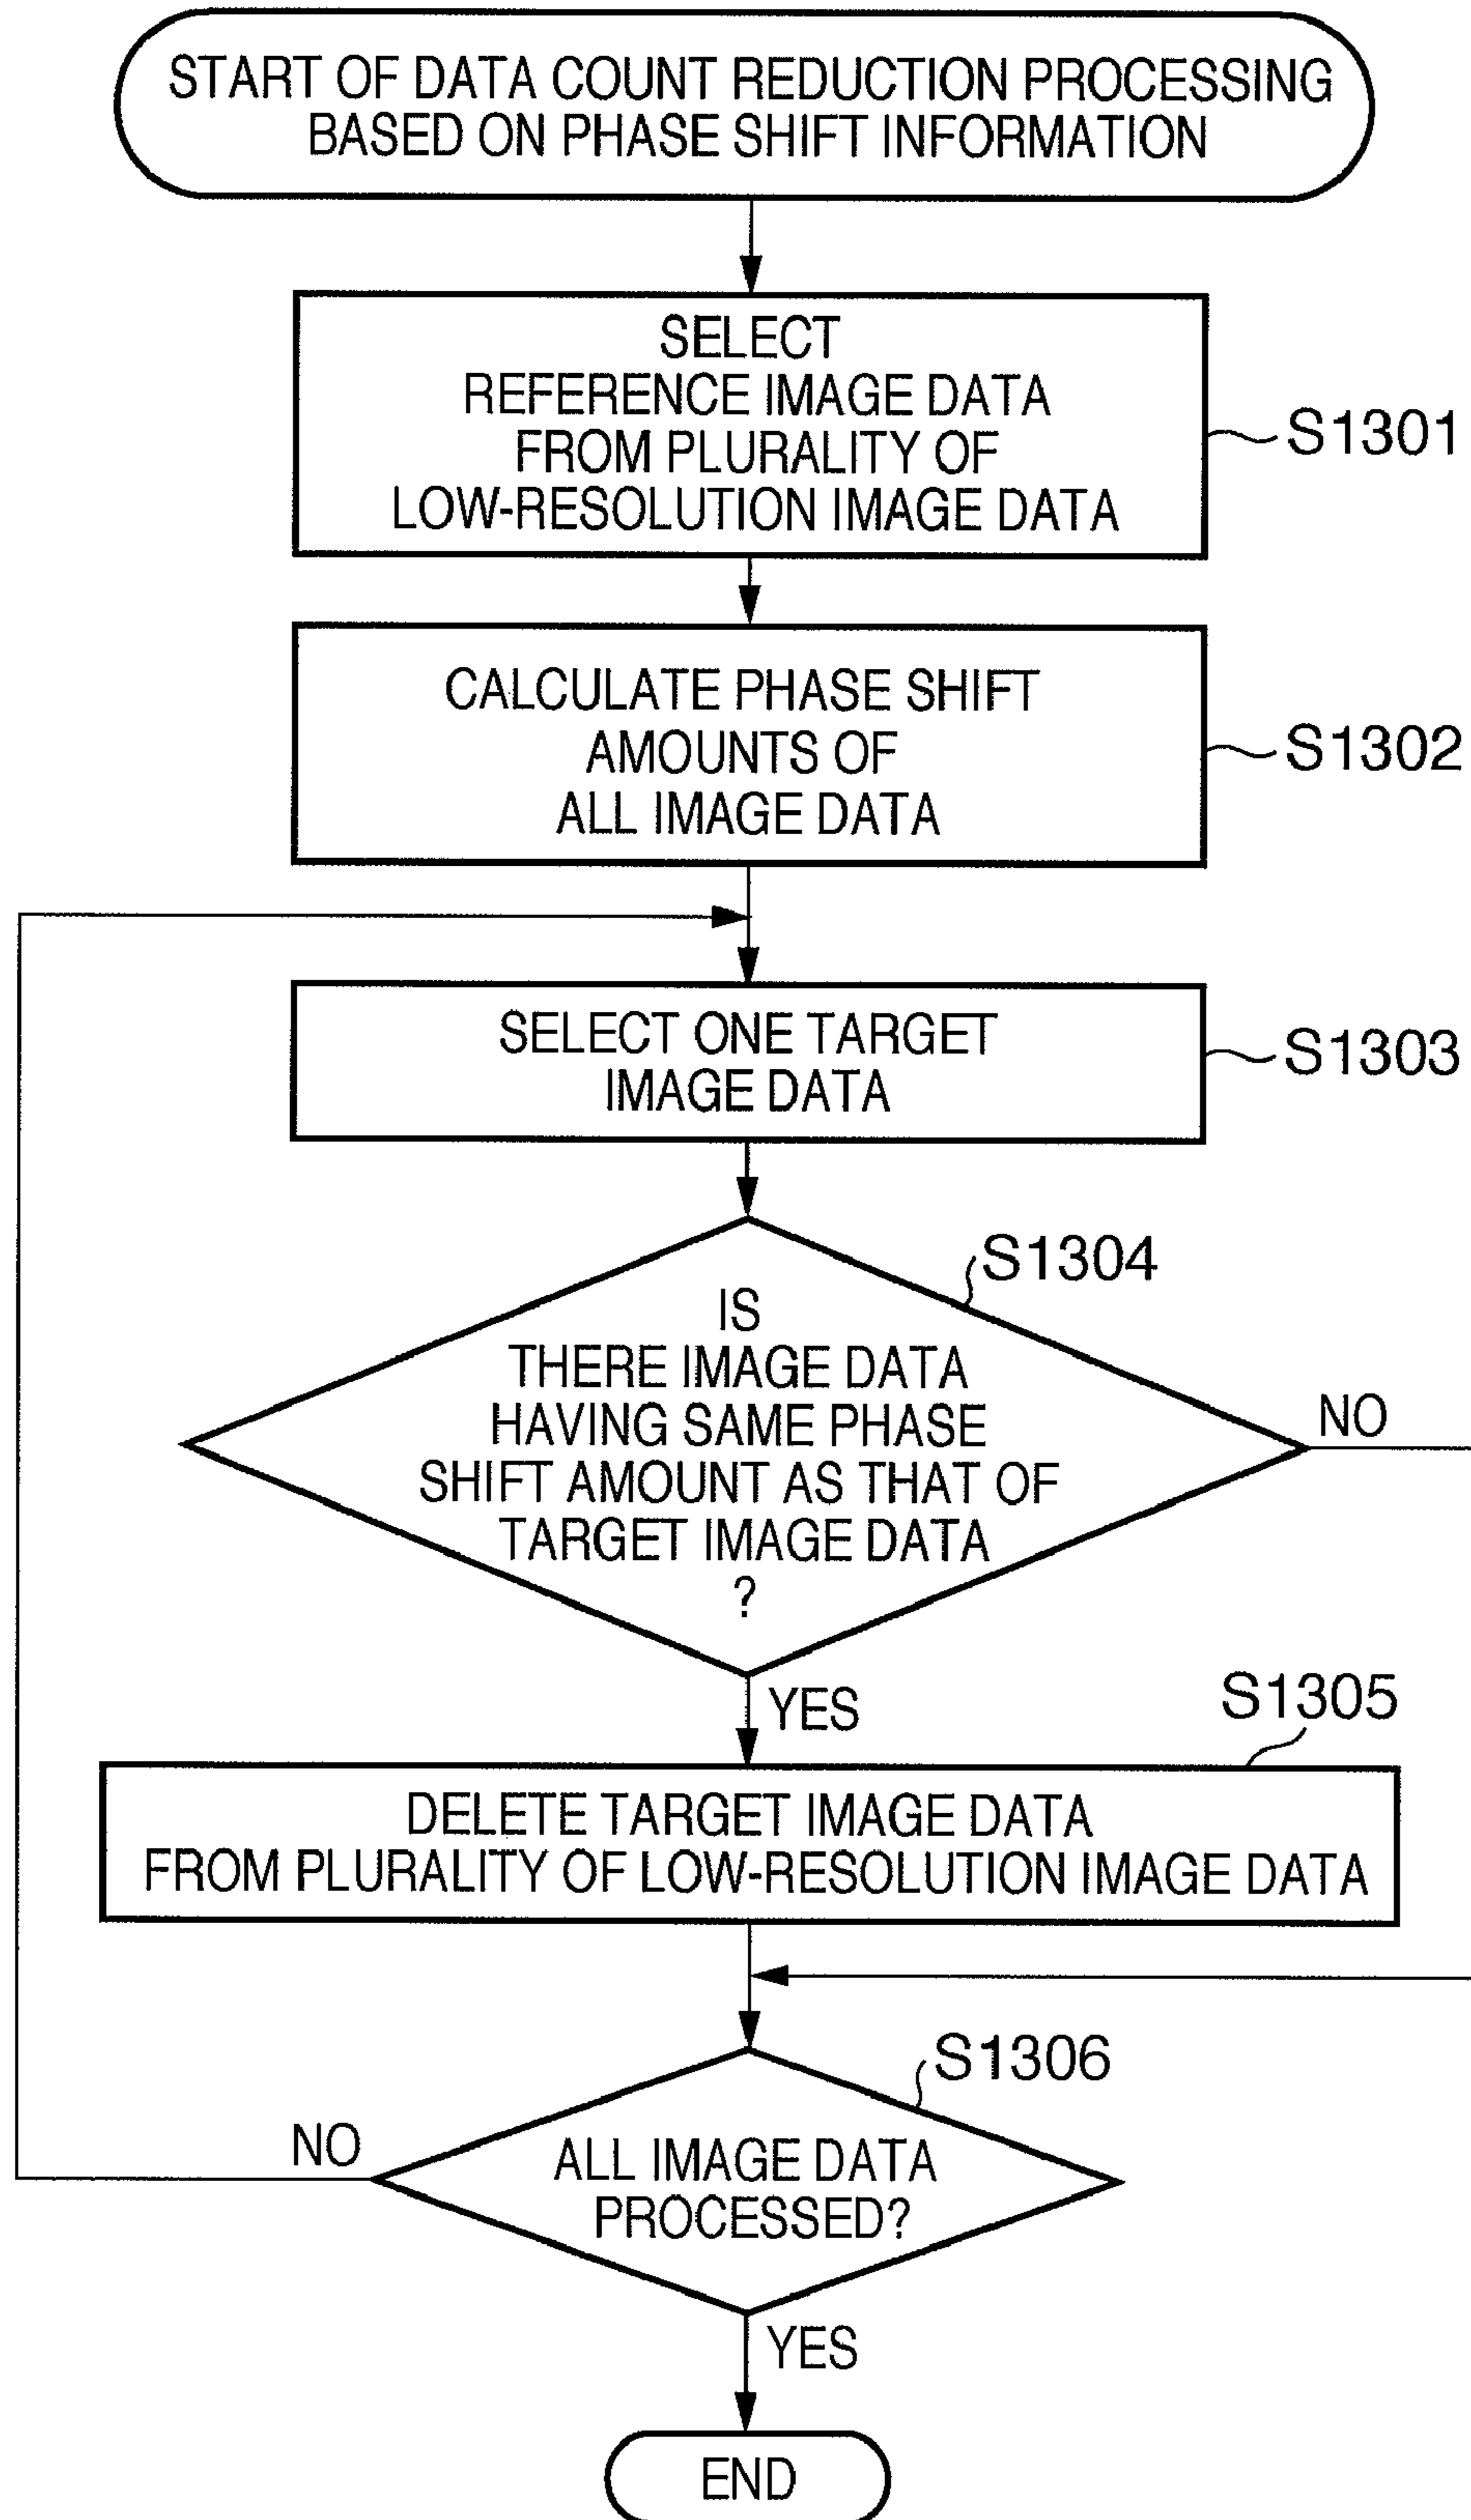 START OF DATA COUNT REDUCTION PROCESSING
BASED ON PHASE SHIFT INFORMATION
SELECT
REFERENCE IMAGE DATA
FROM PLURALITY OF
LOW-RESOLUTION IMAGE DATA
S1301
CALCULATE PHASE SHIFT
AMOUNTS OF
ALL IMAGE DATA
S1302
SELECT ONE TARGET
IMAGE DATA
S1303
S1304
IS
THERE IMAGE DATA
HAVING SAME PHASE
SHIFT AMOUNT AS THAT OF
TARGET IMAGE DATA
?
NO
YES
S1305
DELETE TARGET IMAGE DATA
FROM PLURALITY OF LOW-RESOLUTION IMAGE DATA
S1306
NO
ALL IMAGE DATA
PROCESSED?
YES
END